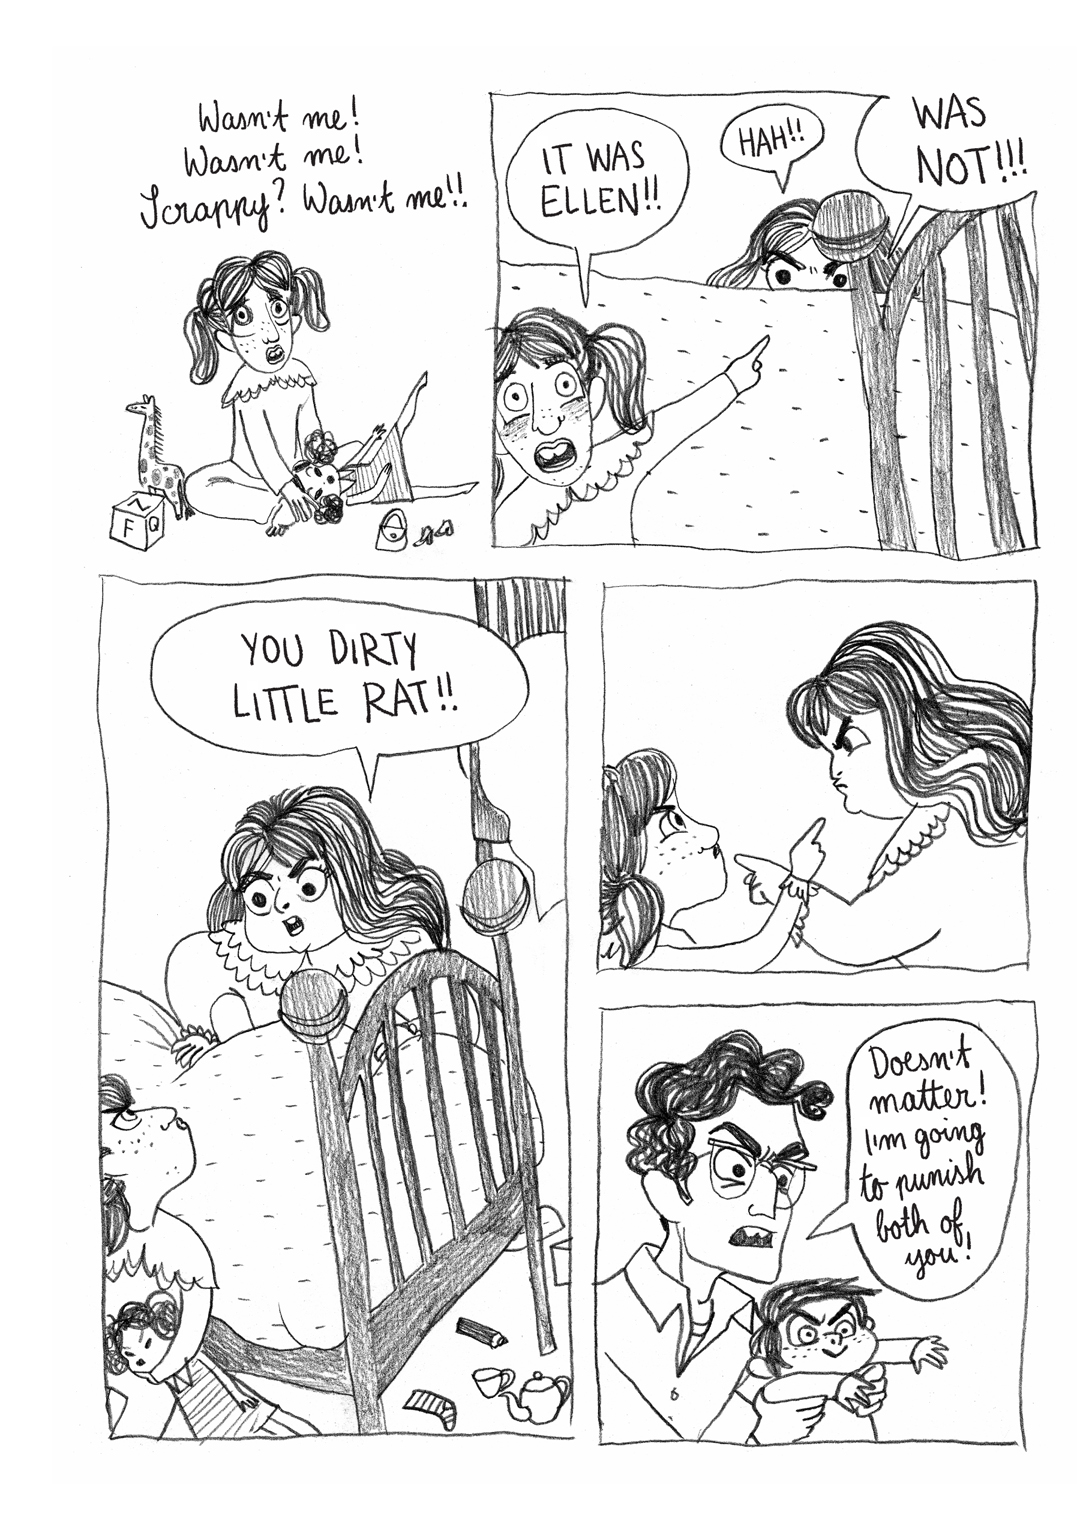 Wasn't me!
Wasn't me!
Scrappy? Wasn't me!!
IT WAS
ELLEN!!
HAH!!
WAS
NOT!!!
F Q
YOU DIRTY
LITTLE RAT!!
Doesn't
matter!
I'm going
to punish
both of
you!